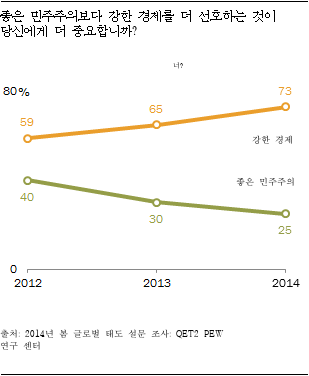 좋은 민주주의보다 강한 경제를 더 선호하는 것이
당신에게 더 중요합니까?
더?
80%
59
65
73
강한 경제
좋은 민주주의
40
30
25
0
2012
2013
2014
출처: 2014년 봄 글로벌 태도 설문 조사: QET2 PEW
연구 센터